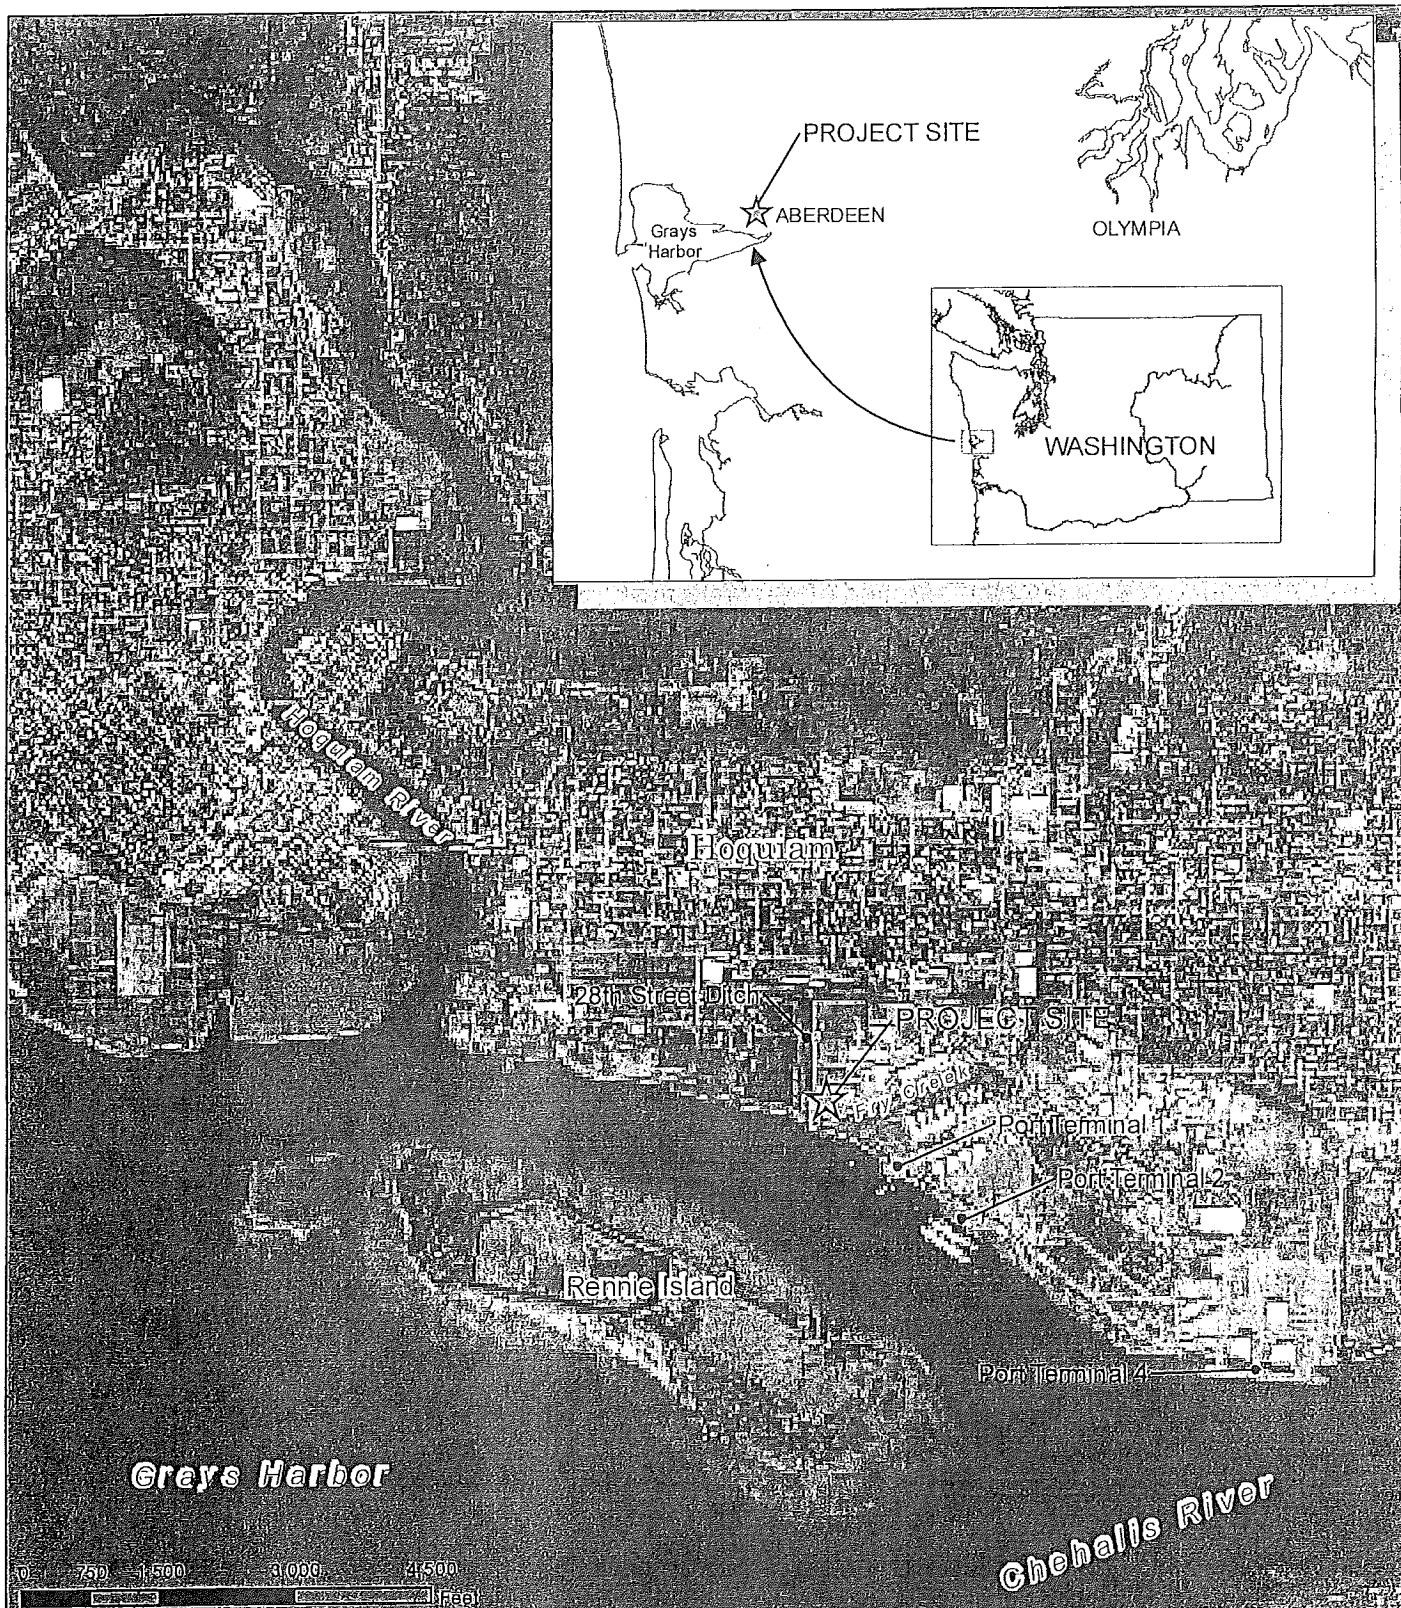 PROJECT SITE
ABERDEEN
Grays
Harbor
OLYMPIA
WASHINGTON
Hoquiam River
Hoquiam
28th Street Ditch
PROJECT SITE
Fry Creek
Port Terminal 1
Port Terminal 2
Rennie Island
Port Terminal 4
Grays Harbor
Chehalis River
0 750 1,500 3,000 4,500
Feet